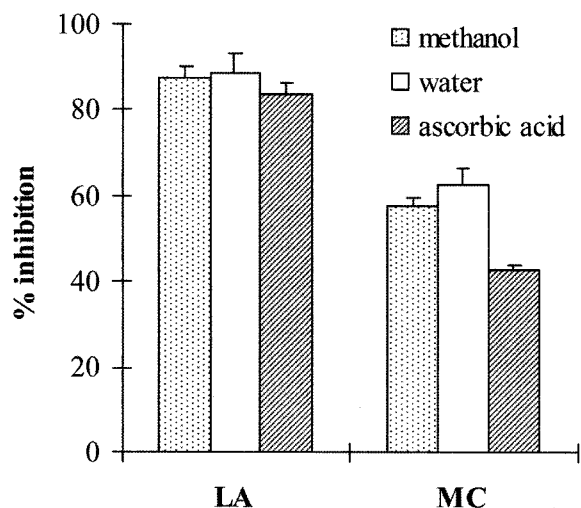 100
80
60
40
20
0
% inhibition
methanol
water
ascorbic acid
LA MC